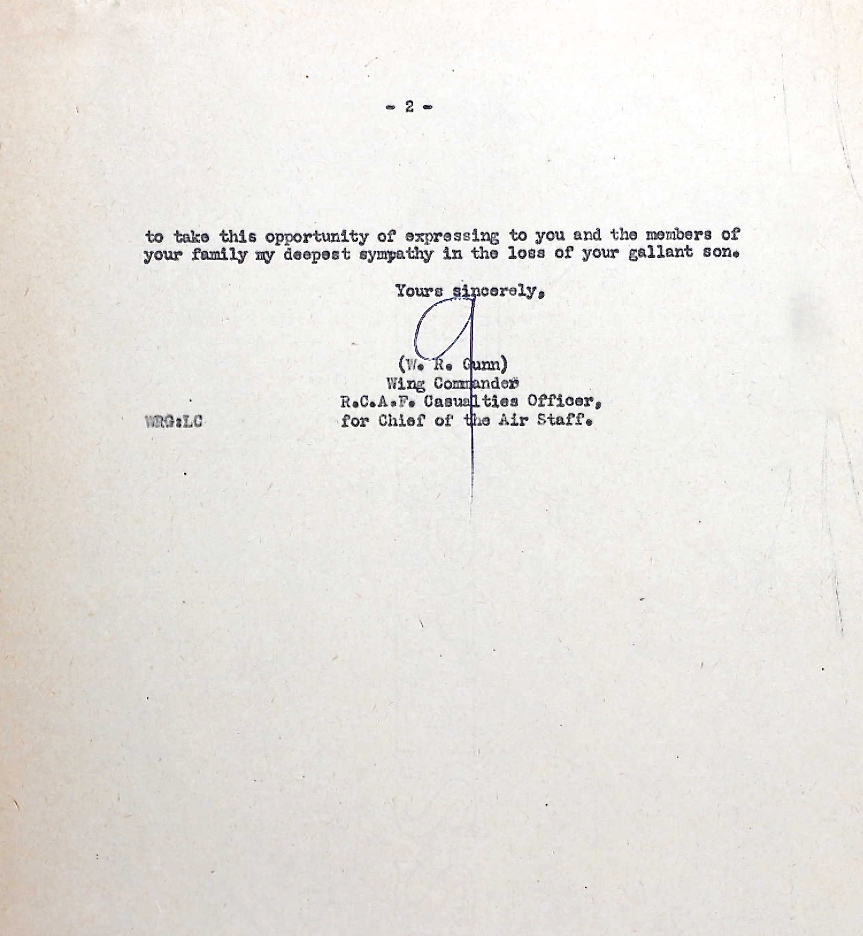 - 2 -
to take this opportunity of expressing to you and the members of
your family my deepest sympathy in the loss of your gallant son.
Yours sincerely,
(W. R. Gunn)
Wing Commander
R.C.A.F. Casualties Officer,
WRG:LC for Chief of the Air Staff.